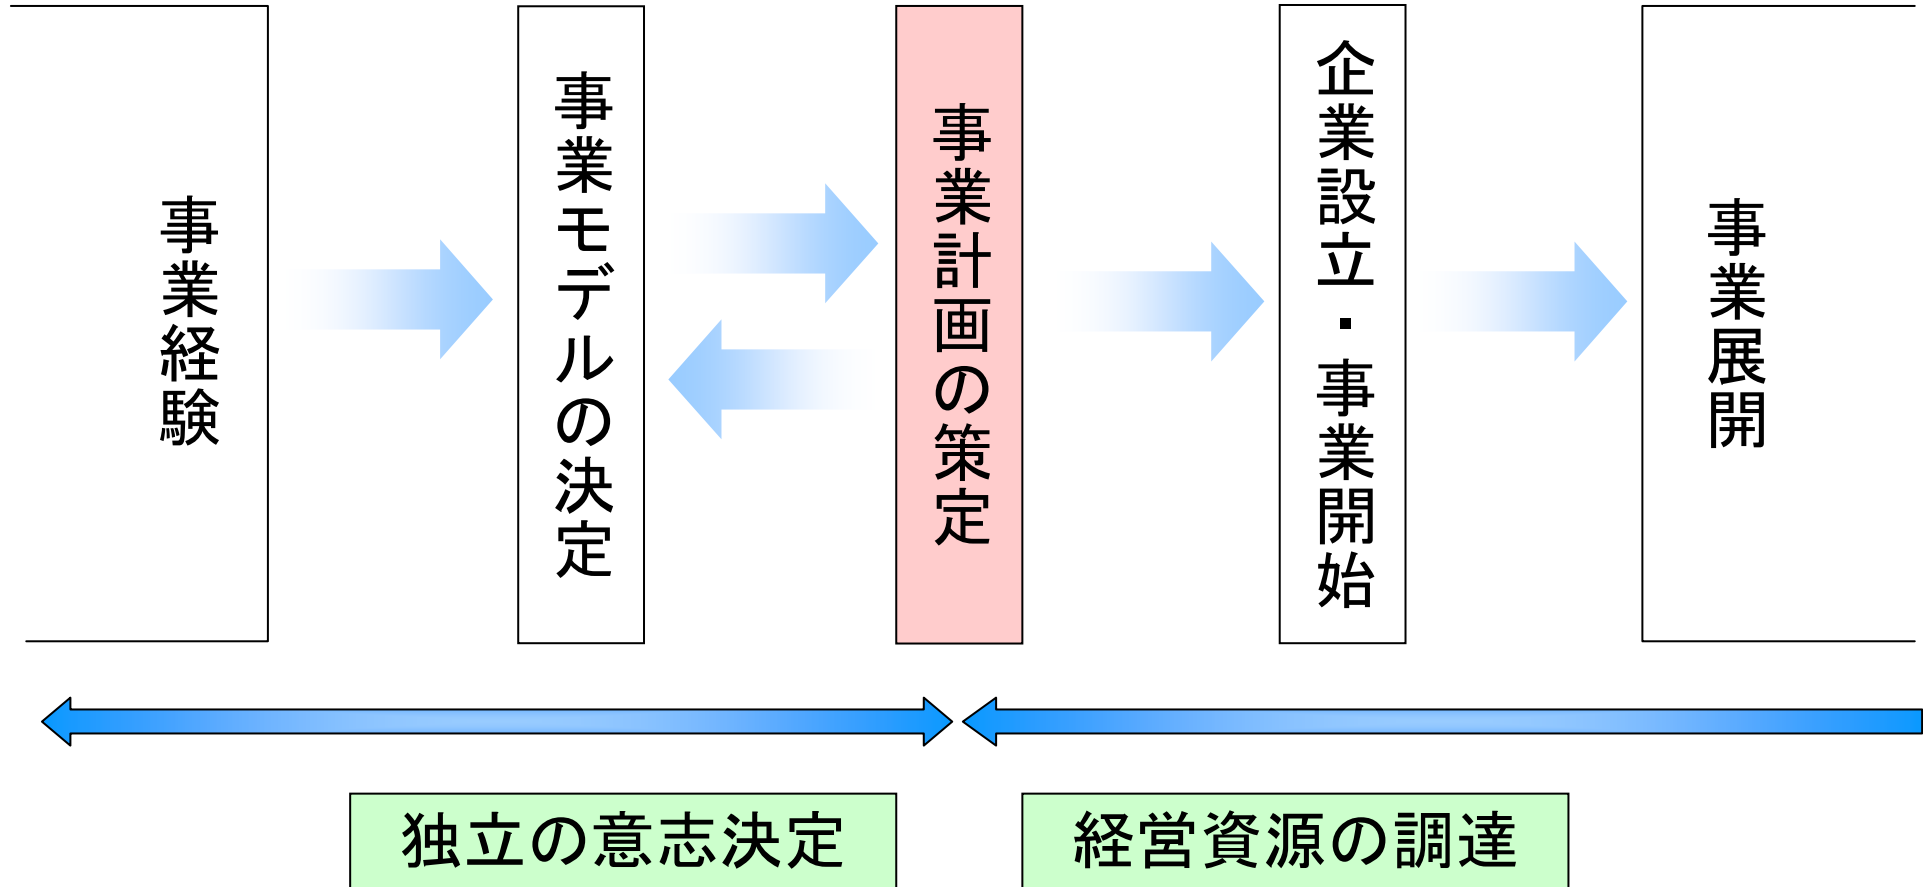 事業経験
事業モデルの決定
事業計画の策定
企業設立・事業開始
事業展開
独立の意志決定
経営資源の調達